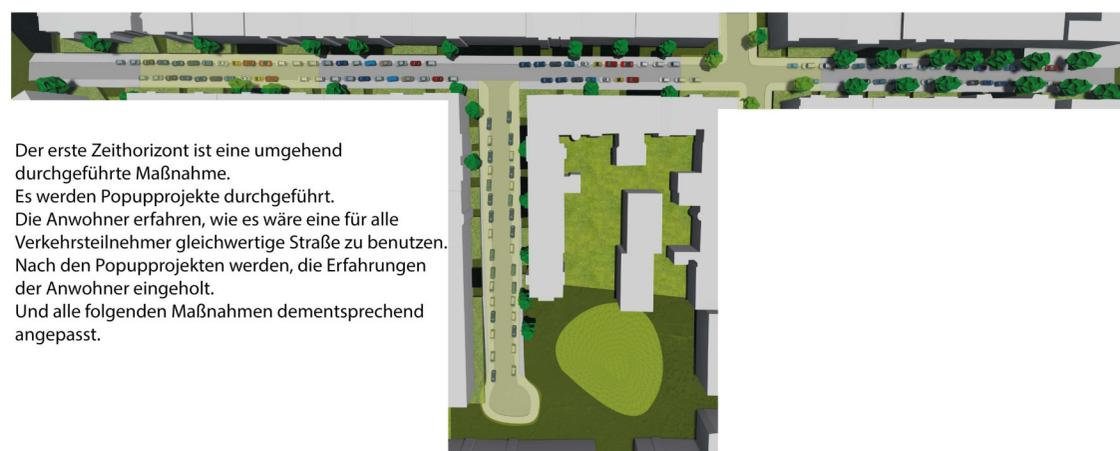 Der erste Zeithorizont ist eine umgehend
durchgeführte Maßnahme.
Es werden Popupprojekte durchgeführt.
Die Anwohner erfahren, wie es wäre eine für alle
Verkehrsteilnehmer gleichwertige Straße zu benutzen.
Nach den Popupprojekten werden, die Erfahrungen
der Anwohner eingeholt.
Und alle folgenden Maßnahmen dementsprechend
angepasst.